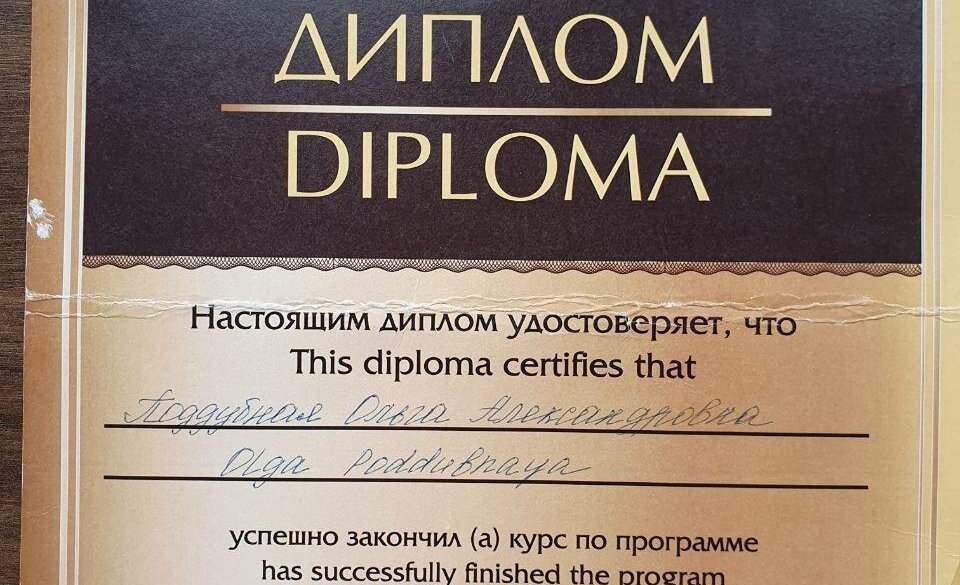 ДИПЛОМ
DIPLOMA
Настоящим диплом удостоверяет, что
This diploma certifies that
Поддубная Ольга Александровна
Olga Poddubnaya
успешно закончил (а) курс по программе
has successfully finished the program